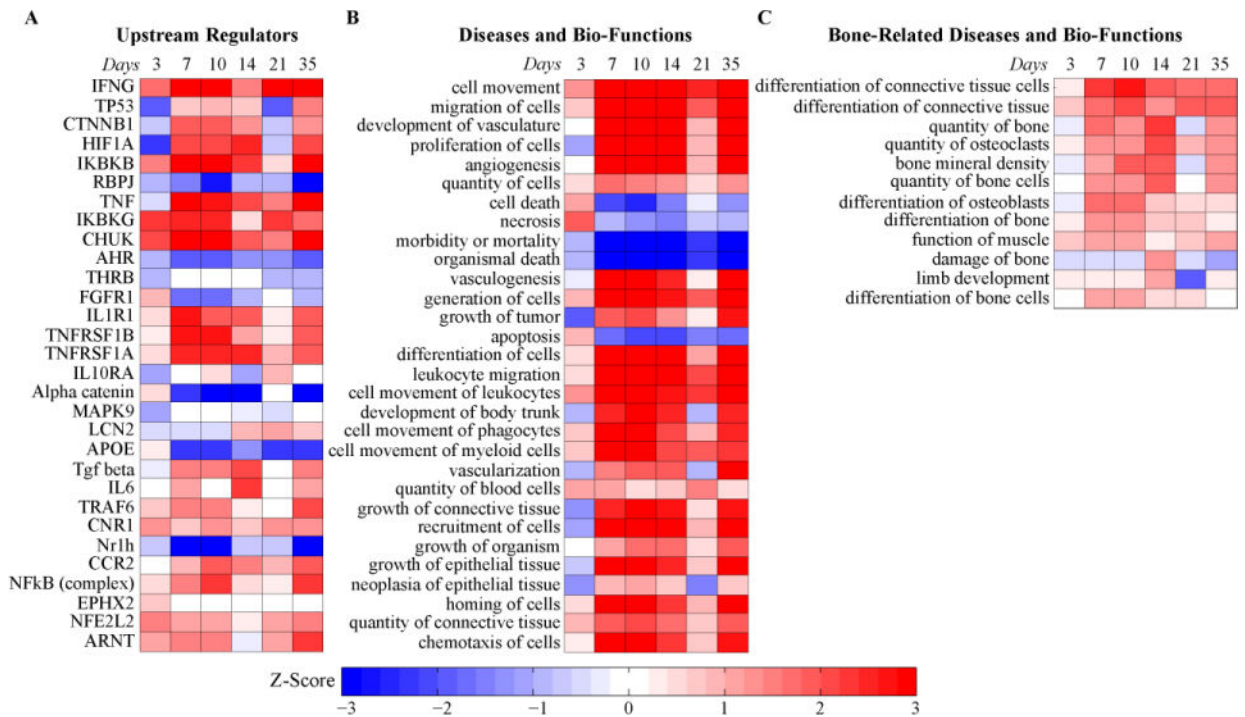 A
Upstream Regulators
Days 3 7 10 14 21 35
IFNG
TP53
CTNNB1
HIF1A
IKBKB
RBPJ
TNF
IKBKG
CHUK
AHR
THRB
FGFR1
IL1R1
TNFRSF1B
TNFRSF1A
IL10RA
Alpha catenin
MAPK9
LCN2
APOE
Tgf beta
IL6
TRAF6
CNR1
Nr1h
CCR2
NFkB (complex)
EPHX2
NFE2L2
ARNT
B
Diseases and Bio-Functions
Days 3 7 10 14 21 35
cell movement
migration of cells
development of vasculature
proliferation of cells
angiogenesis
quantity of cells
cell death
necrosis
morbidity or mortality
organismal death
vasculogenesis
generation of cells
growth of tumor
apoptosis
differentiation of cells
leukocyte migration
cell movement of leukocytes
development of body trunk
cell movement of phagocytes
cell movement of myeloid cells
vascularization
quantity of blood cells
growth of connective tissue
recruitment of cells
growth of organism
growth of epithelial tissue
neoplasia of epithelial tissue
homing of cells
quantity of connective tissue
chemotaxis of cells
C
Bone-Related Diseases and Bio-Functions
Days 3 7 10 14 21 35
differentiation of connective tissue cells
differentiation of connective tissue
quantity of bone
quantity of osteoclasts
bone mineral density
quantity of bone cells
differentiation of osteoblasts
differentiation of bone
function of muscle
damage of bone
limb development
differentiation of bone cells
Z-Score
−3 −2 −1 0 1 2 3